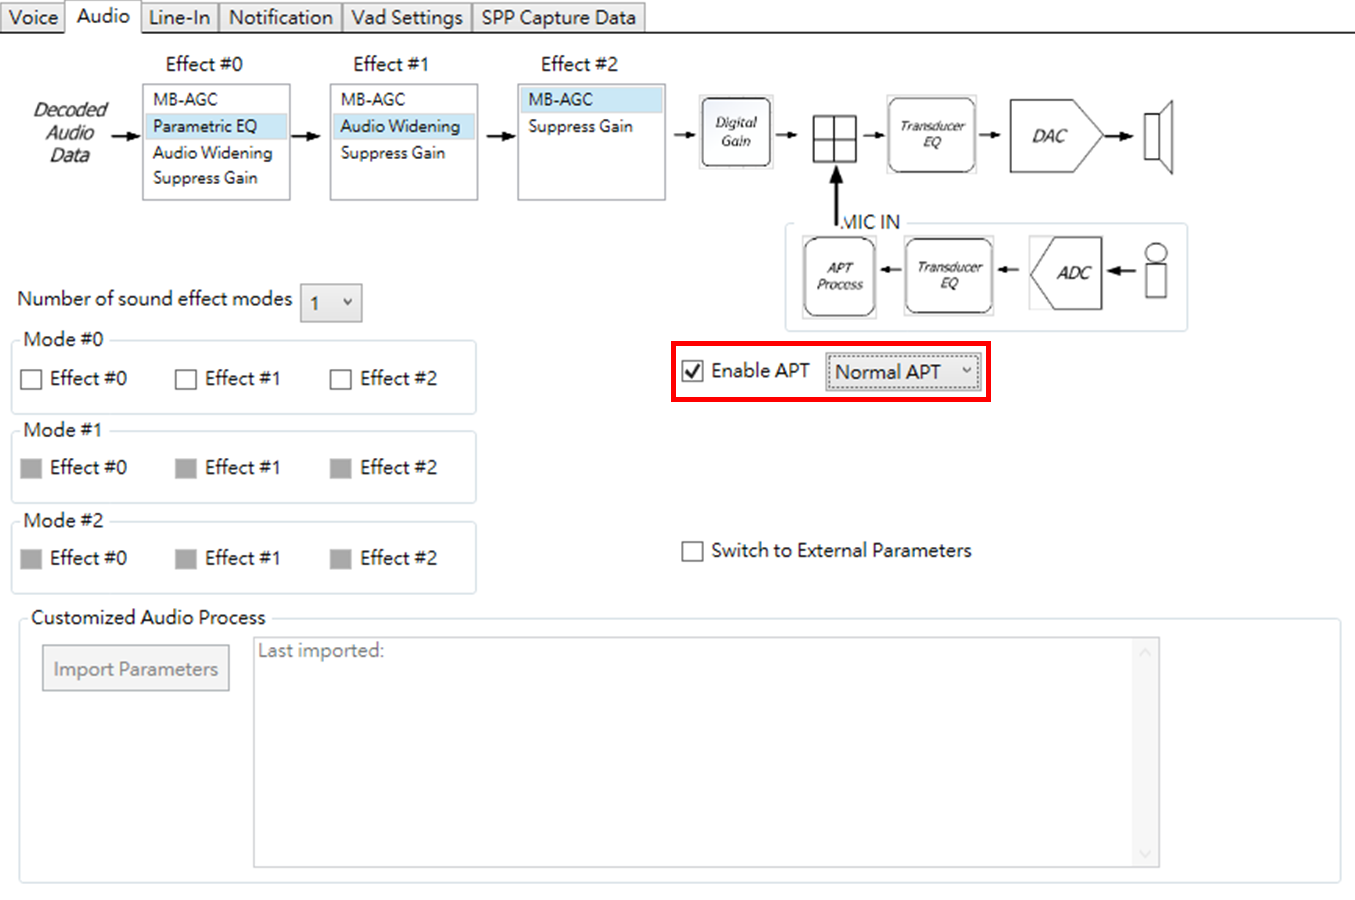 Voice Audio Line-In Notification Vad Settings SPP Capture Data
Effect #0 Effect #1 Effect #2
Decoded
Audio
Data
MB-AGC
Parametric EQ
Audio Widening
Suppress Gain
MB-AGC
Audio Widening
Suppress Gain
MB-AGC
Suppress Gain
Digital
Gain
Transducer
EQ
DAC
MIC IN
APT
Process
Transducer
EQ
ADC
Number of sound effect modes 1
Mode #0
Effect #0 Effect #1 Effect #2
Enable APT Normal APT
Mode #1
Effect #0 Effect #1 Effect #2
Mode #2
Effect #0 Effect #1 Effect #2
Switch to External Parameters
Customized Audio Process
Import Parameters
Last imported: